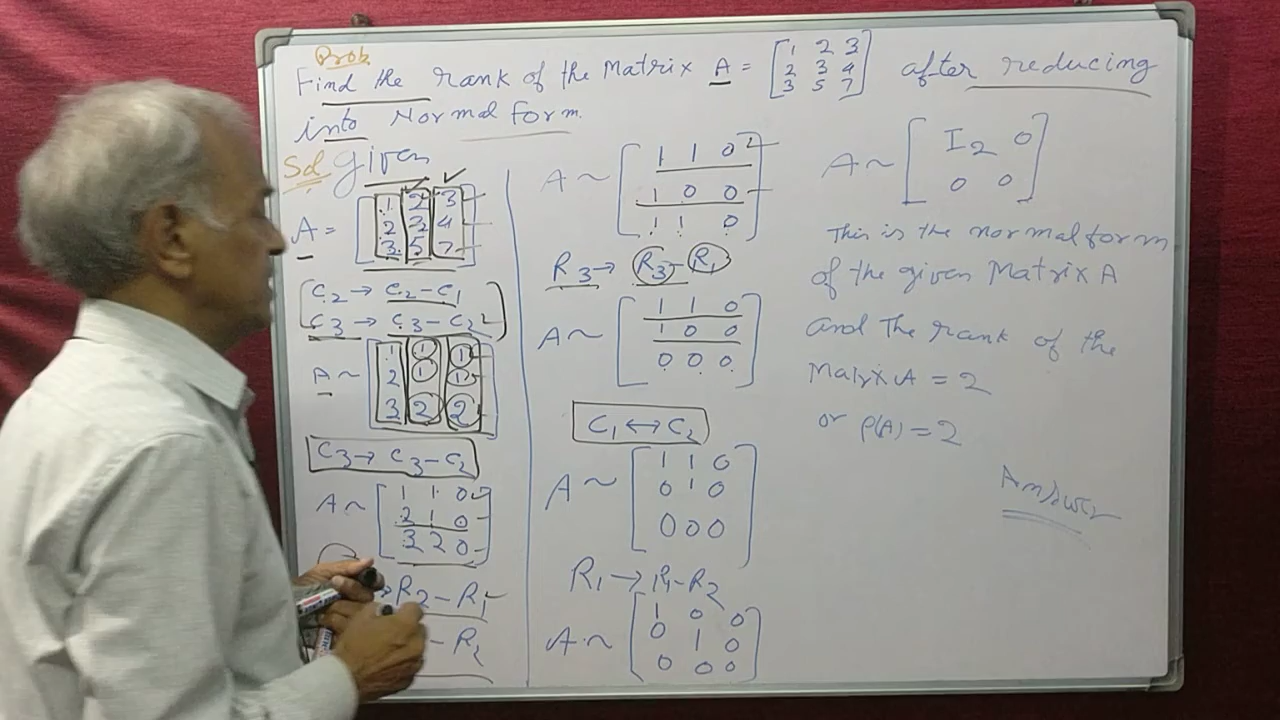 Prob
Find the rank of the Matrix A = [1 2 3
2 3 4
3 5 7] after reducing
into Normal form.
Sol given
A = [1 2 3
2 3 4
3 5 7]
C2 → C2 - C1
C3 → C3 - C2
A ~ [1 1 1
2 1 1
3 2 2]
C3 → C3 - C2
A ~ [1 1 0
2 1 0
3 2 0]
→ R2 - R1
- R2
A ~ [1 1 0
1 0 0
1 1 0]
R3 → R3 - R1
A ~ [1 1 0
1 0 0
0 0 0]
C1 ↔ C2
A ~ [1 1 0
0 1 0
0 0 0]
R1 → R1 - R2
A ~ [1 0 0
0 1 0
0 0 0]
A ~ [I2 0
0 0]
This is the normal form
of the given Matrix A
and the rank of the
Matrix A = 2
or ρ(A) = 2
Answer